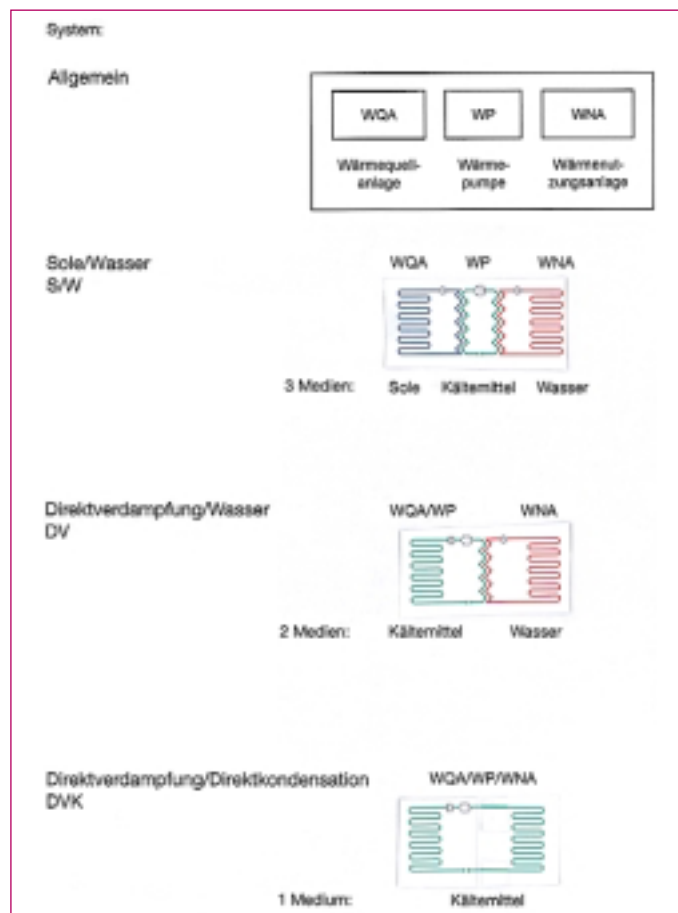 System:
Allgemein
WQA WP WNA
Wärmequell- Wärme- Wärmenut-
anlage pumpe zungsanlage
Sole/Wasser
S/W
WQA WP WNA
3 Medien: Sole Kältemittel Wasser
Direktverdampfung/Wasser
DV
WQA/WP WNA
2 Medien: Kältemittel Wasser
Direktverdampfung/Direktkondensation
DVK
WQA/WP/WNA
1 Medium: Kältemittel